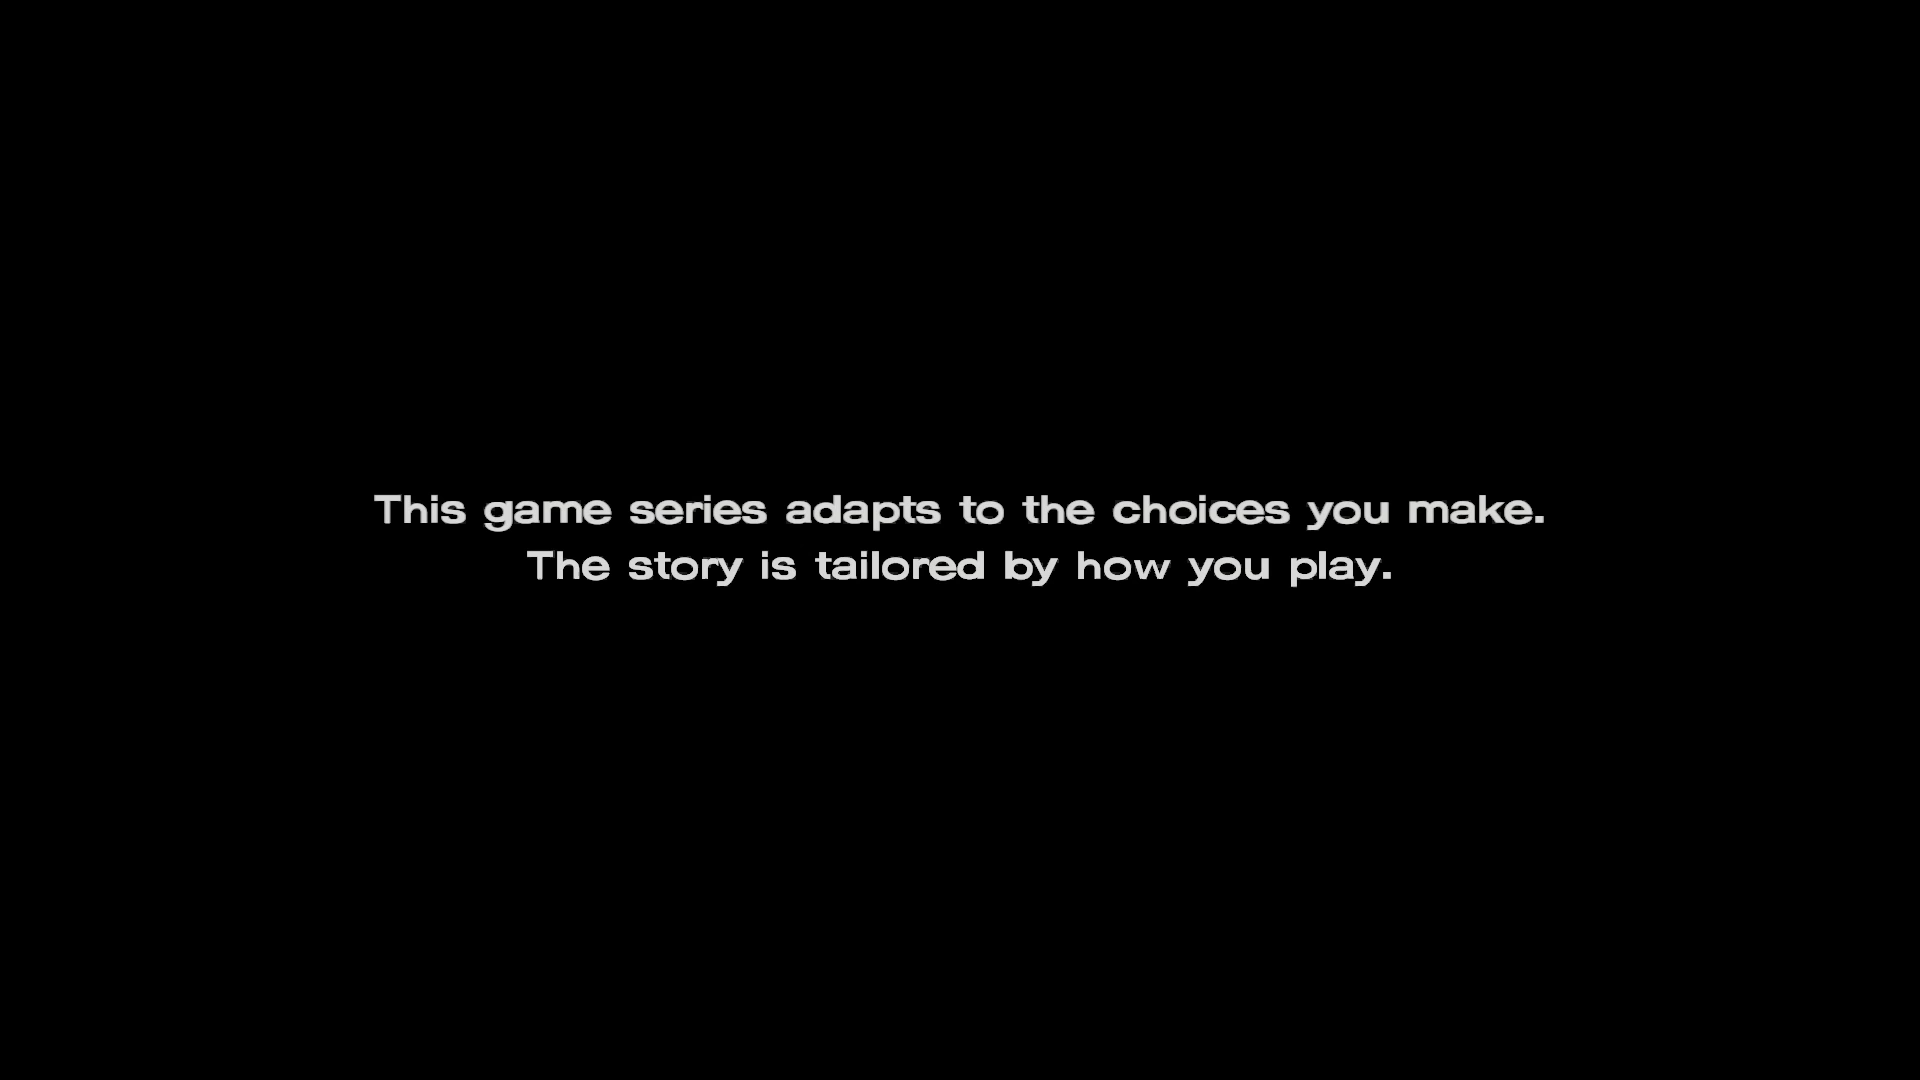 This game series adapts to the choices you make.
The story is tailored by how you play.